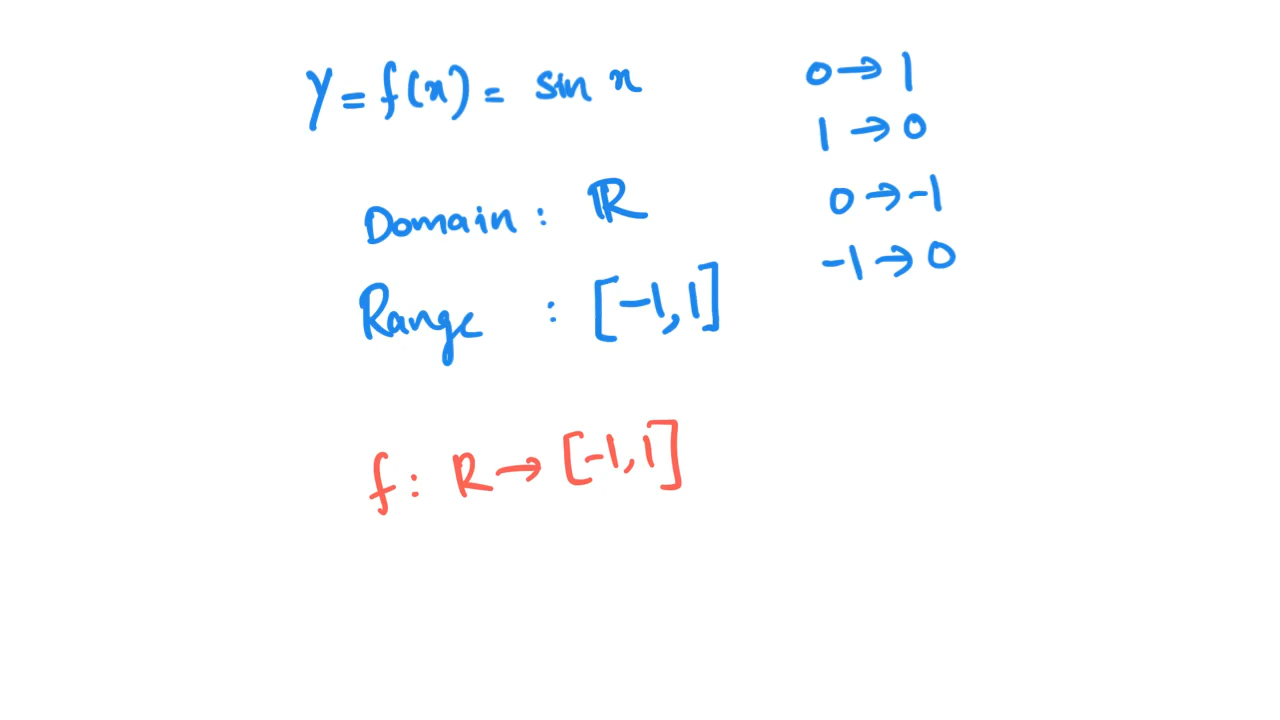 y = f(x) = sin x
Domain : ℝ
Range : [-1, 1]
f : R → [-1, 1]
0 → 1
1 → 0
0 → -1
-1 → 0